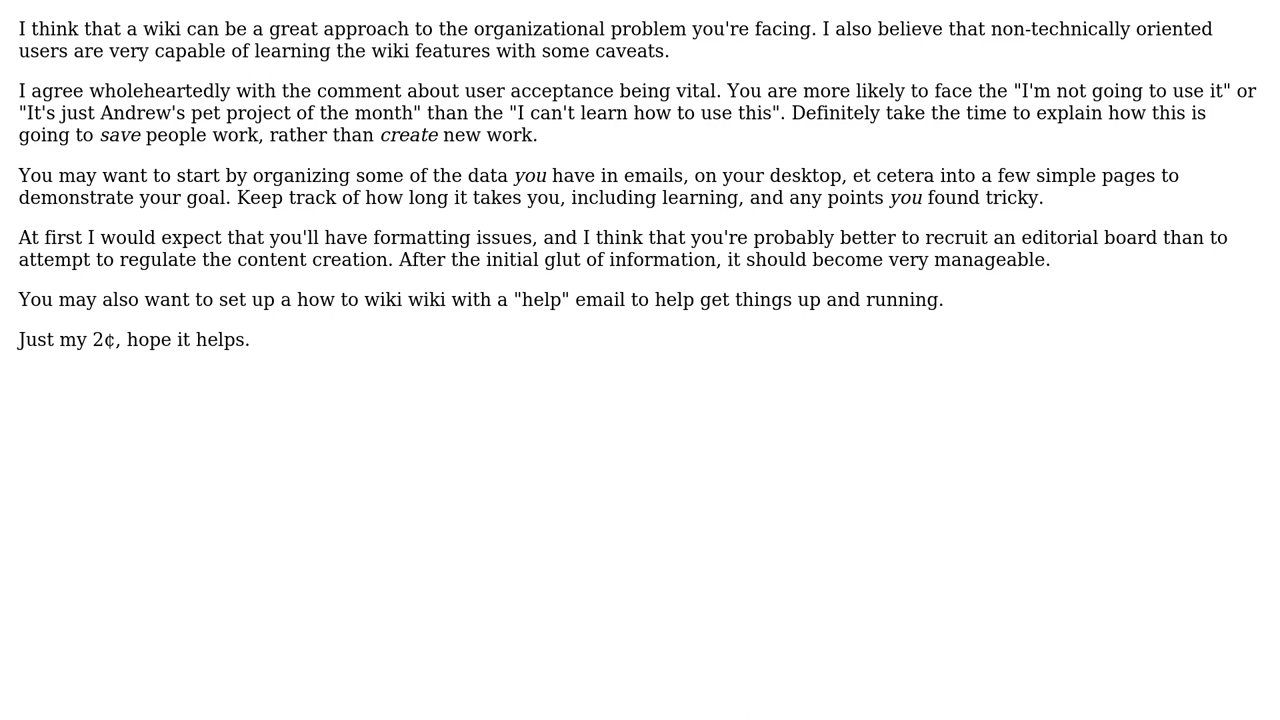 I think that a wiki can be a great approach to the organizational problem you're facing. I also believe that non-technically oriented
users are very capable of learning the wiki features with some caveats.
I agree wholeheartedly with the comment about user acceptance being vital. You are more likely to face the "I'm not going to use it" or
"It's just Andrew's pet project of the month" than the "I can't learn how to use this". Definitely take the time to explain how this is
going to save people work, rather than create new work.
You may want to start by organizing some of the data you have in emails, on your desktop, et cetera into a few simple pages to
demonstrate your goal. Keep track of how long it takes you, including learning, and any points you found tricky.
At first I would expect that you'll have formatting issues, and I think that you're probably better to recruit an editorial board than to
attempt to regulate the content creation. After the initial glut of information, it should become very manageable.
You may also want to set up a how to wiki wiki with a "help" email to help get things up and running.
Just my 2¢, hope it helps.